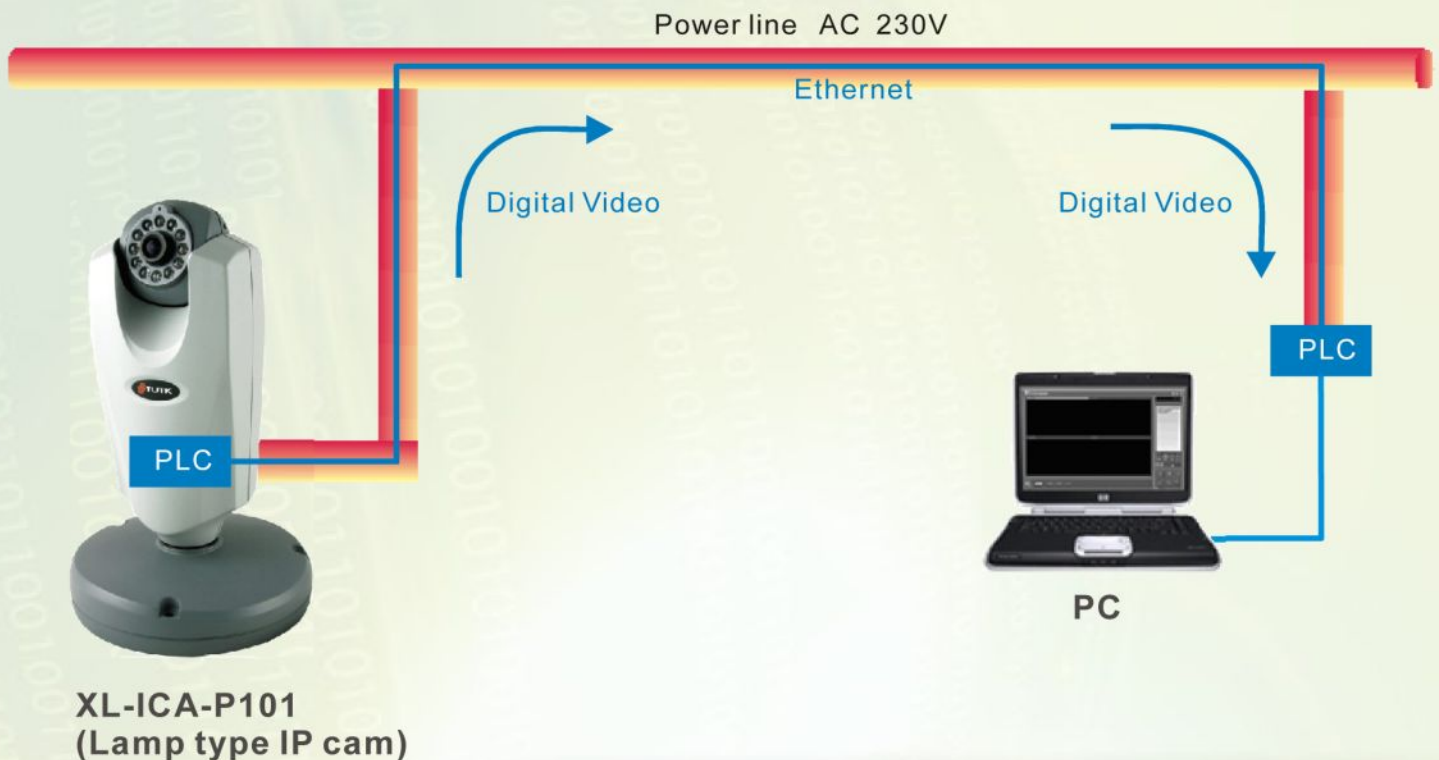 Power line AC 230V
Ethernet
Digital Video
Digital Video
PLC
PLC
PC
XL-ICA-P101
(Lamp type IP cam)